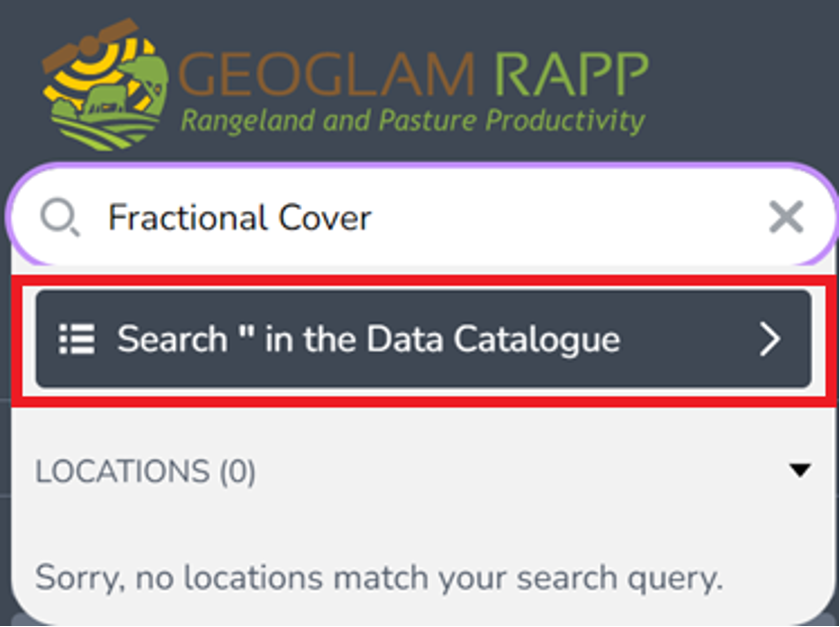 GEOGLAM RAPP
Rangeland and Pasture Productivity
Fractional Cover
Search '' in the Data Catalogue
LOCATIONS (0)
Sorry, no locations match your search query.